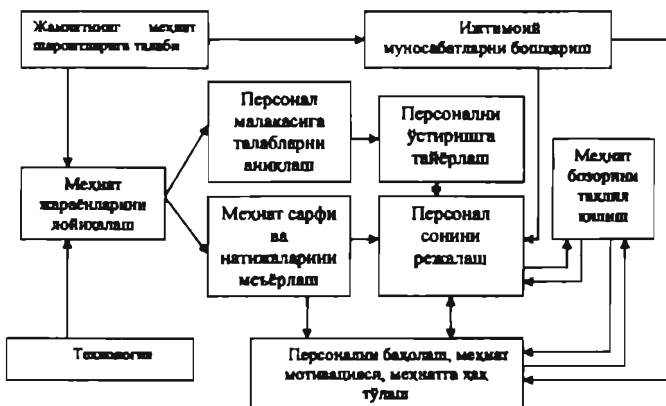 Жамиятнинг меҳнат
шароитларига талаби
Ижтимоий
муносабатларни бошқариш
Персонал
малакасига
талабларни
аниқлаш
Персонални
ўстиришга
тайёрлаш
Меҳнат
бозорини
таҳлил
қилиш
Меҳнат
жараёнларини
лойиҳалаш
Меҳнат сарфи
ва
натижаларини
меъёрлаш
Персонал
сонини
режалаш
Технология
Персонални баҳолаш, меҳнат
мотивацияси, меҳнатга ҳақ
тўлаш